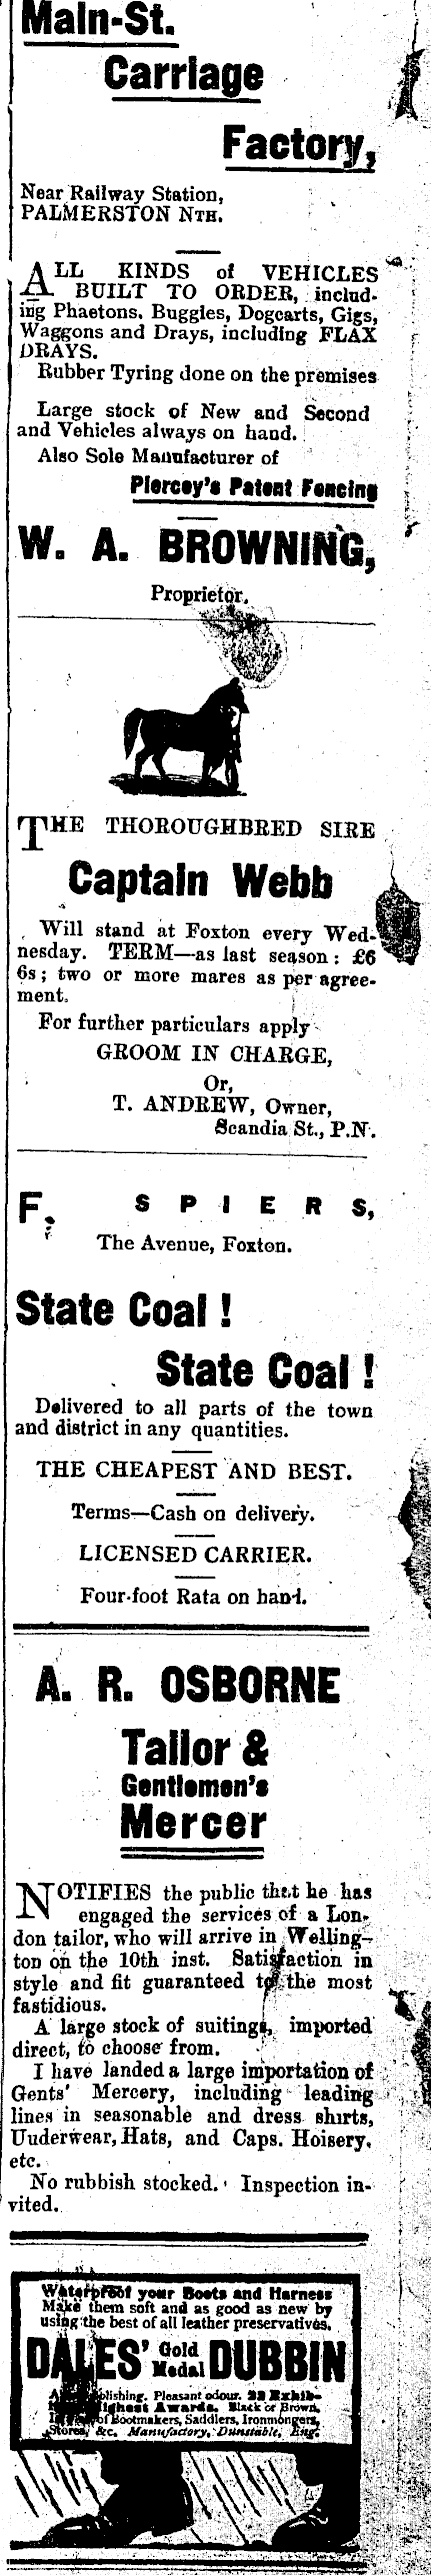 Main-St.
Carriage
Factory,
Near Railway Station,
PALMERSTON NTH.
ALL KINDS of VEHICLES
BUILT TO ORDER, includ-
ing Phaetons, Buggies, Dogcarts, Gigs,
Waggons and Drays, including FLAX
DRAYS.
Rubber Tyring done on the premises
Large stock of New and Second
and Vehicles always on hand.
Also Sole Manufacturer of
Piercey's Patent Fencing
W. A. BROWNING,
Proprietor.
THE THOROUGHBRED SIRE
Captain Webb
Will stand at Foxton every Wed-
nesday. TERM—as last season: £6
6s; two or more mares as per agree-
ment.
For further particulars apply
GROOM IN CHARGE,
Or,
T. ANDREW, Owner,
Scandia St., P.N.
F. SPIERS,
The Avenue, Foxton.
State Coal!
State Coal!
Delivered to all parts of the town
and district in any quantities.
THE CHEAPEST AND BEST.
Terms—Cash on delivery.
LICENSED CARRIER.
Four-foot Rata on hand.
A. R. OSBORNE
Tailor &
Gentlemen's
Mercer
NOTIFIES the public that he has
engaged the services of a Lon-
don tailor, who will arrive in Welling-
ton on the 10th inst. Satisfaction in
style and fit guaranteed to the most
fastidious.
A large stock of suitings, imported
direct, to choose from.
I have landed a large importation of
Gents' Mercery, including leading
lines in seasonable and dress shirts,
Uuderwear, Hats, and Caps. Hoisery,
etc.
No rubbish stocked. Inspection in-
vited.
Waterproof your Boots and Harness
Make them soft and as good as new by
using the best of all leather preservatives.
DALES' Gold Medal DUBBIN
Pleasant odour. 22 Exhib-
Highest Awards. Black or Brown.
of Bootmakers, Saddlers, Ironmongers,
Stores, &c. Manufactory, Dunstable, Eng.